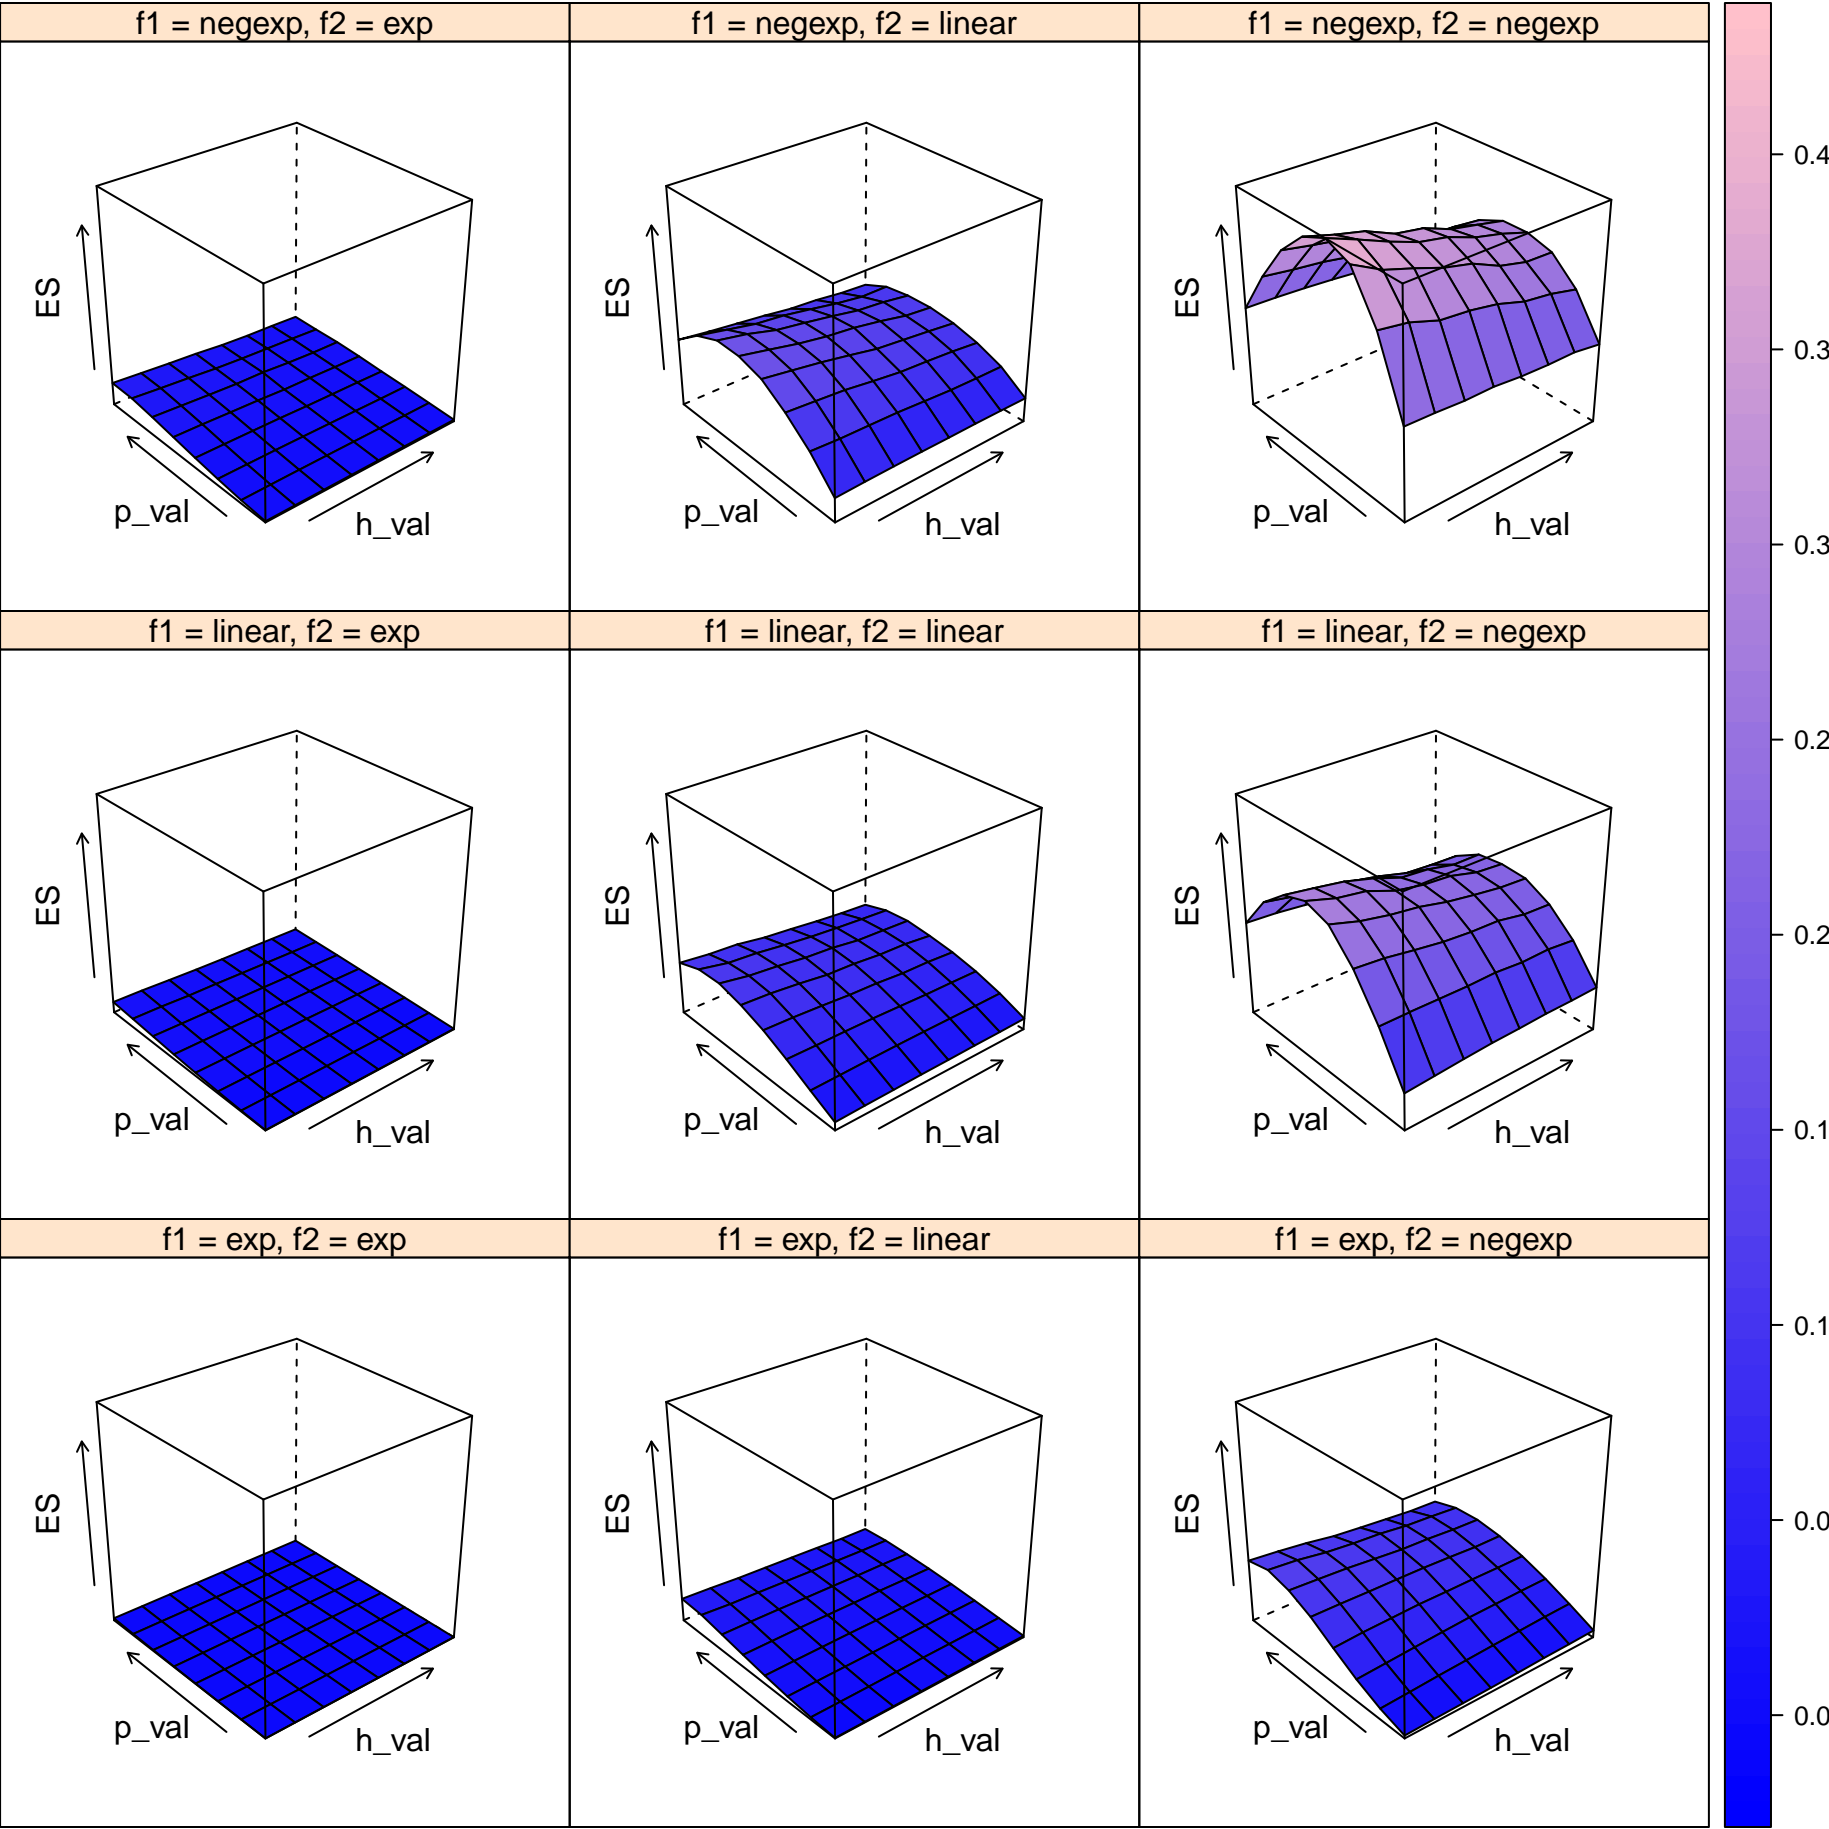 f1 = negexp, f2 = exp
f1 = negexp, f2 = linear
f1 = negexp, f2 = negexp
ES
p_val
h_val
ES
p_val
h_val
ES
p_val
h_val
f1 = linear, f2 = exp
f1 = linear, f2 = linear
f1 = linear, f2 = negexp
ES
p_val
h_val
ES
p_val
h_val
ES
p_val
h_val
f1 = exp, f2 = exp
f1 = exp, f2 = linear
f1 = exp, f2 = negexp
ES
p_val
h_val
ES
p_val
h_val
ES
p_val
h_val
0.4
0.3
0.3
0.2
0.2
0.1
0.1
0.0
0.0